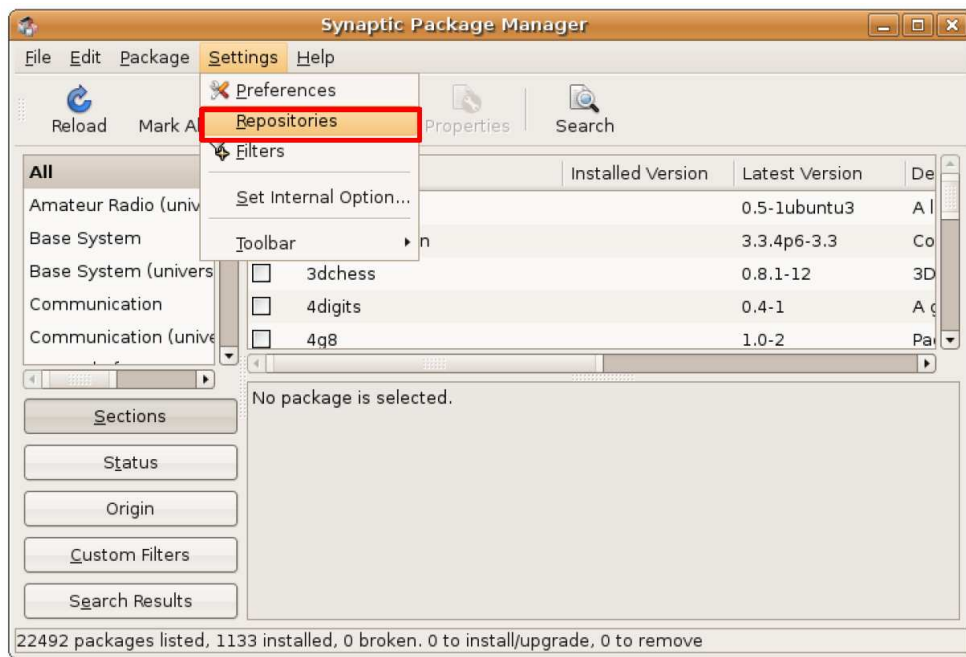 Synaptic Package Manager
File Edit Package Settings Help
Preferences
Repositories
Filters
Set Internal Option...
Toolbar
Reload Mark Al Properties Search
All
Amateur Radio (univ
Base System
Base System (univers
Communication
Communication (unive
Installed Version Latest Version De
0.5-1ubuntu3 A l
n 3.3.4p6-3.3 Co
3dchess 0.8.1-12 3D
4digits 0.4-1 A g
4g8 1.0-2 Pa
Sections
Status
Origin
Custom Filters
Search Results
No package is selected.
22492 packages listed, 1133 installed, 0 broken. 0 to install/upgrade, 0 to remove